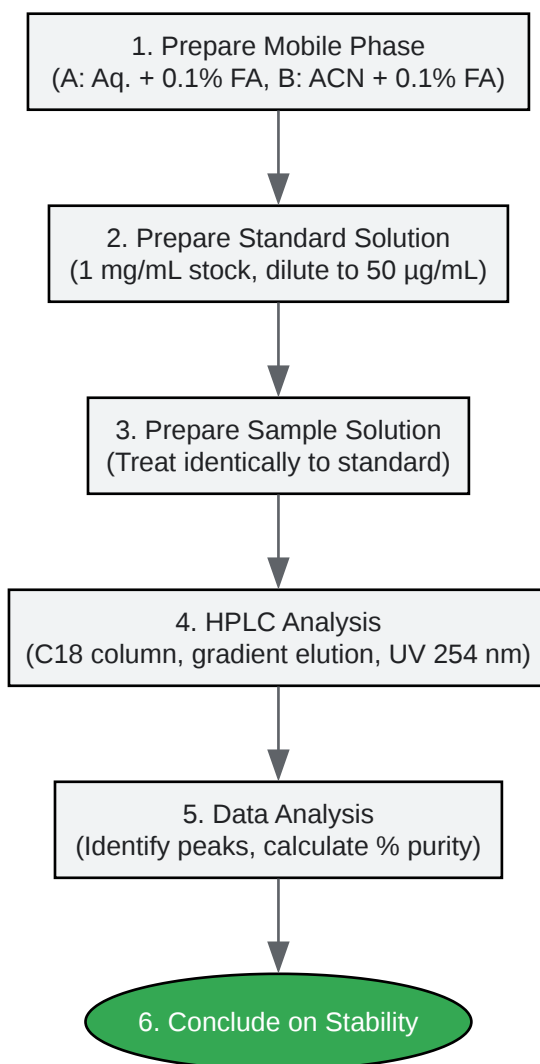 1. Prepare Mobile Phase
(A: Aq. + 0.1% FA, B: ACN + 0.1% FA)
2. Prepare Standard Solution
(1 mg/mL stock, dilute to 50 µg/mL)
3. Prepare Sample Solution
(Treat identically to standard)
4. HPLC Analysis
(C18 column, gradient elution, UV 254 nm)
5. Data Analysis
(Identify peaks, calculate % purity)
6. Conclude on Stability